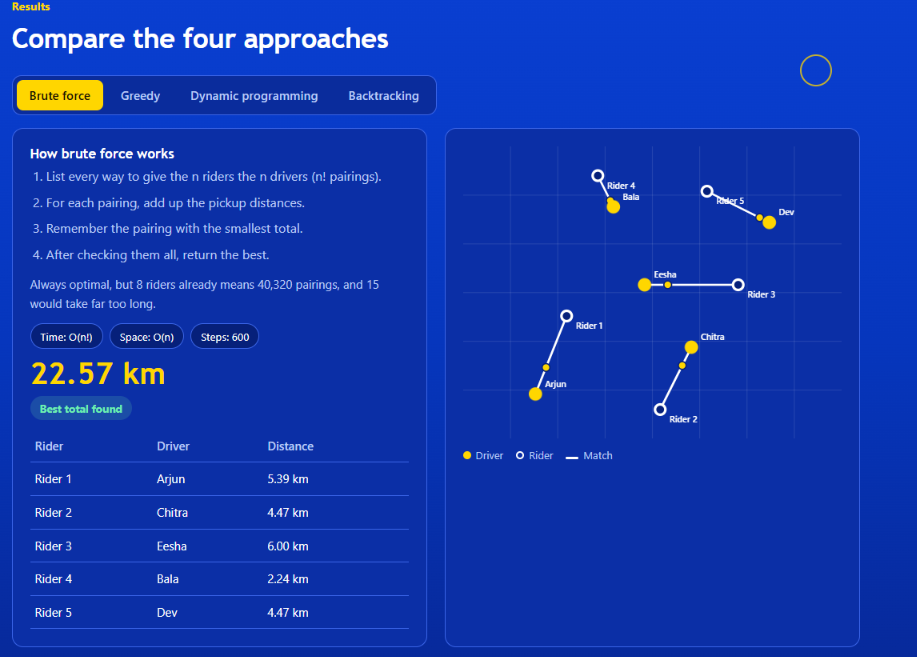 Results
Compare the four approaches
Brute force Greedy Dynamic programming Backtracking
How brute force works
1. List every way to give the n riders the n drivers (n! pairings).
2. For each pairing, add up the pickup distances.
3. Remember the pairing with the smallest total.
4. After checking them all, return the best.
Always optimal, but 8 riders already means 40,320 pairings, and 15
would take far too long.
Time: O(n!) Space: O(n) Steps: 600
22.57 km
Best total found
Rider Driver Distance
Rider 1 Arjun 5.39 km
Rider 2 Chitra 4.47 km
Rider 3 Eesha 6.00 km
Rider 4 Bala 2.24 km
Rider 5 Dev 4.47 km
Rider 4
Bala
Rider 5
Dev
Eesha
Rider 3
Rider 1
Chitra
Arjun
Rider 2
Driver Rider Match